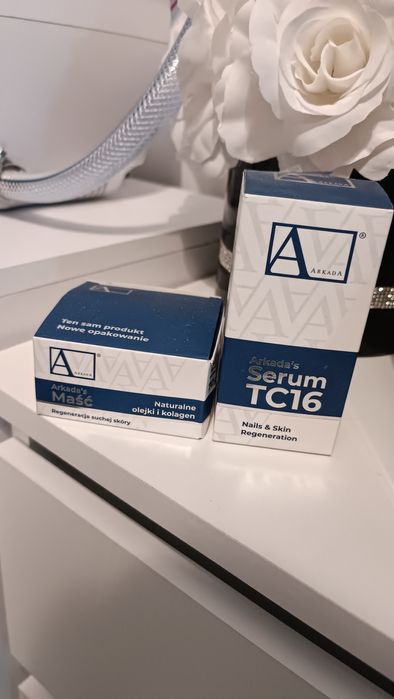 Ten sam produkt
Nowe opakowanie
A
ARKADA
Arkada's
Maść
Naturalne
olejki i kolagen
Regeneracja suchej skóry
A ®
ARKADA
Arkada's
Serum
TC16
Nails & Skin
Regeneration